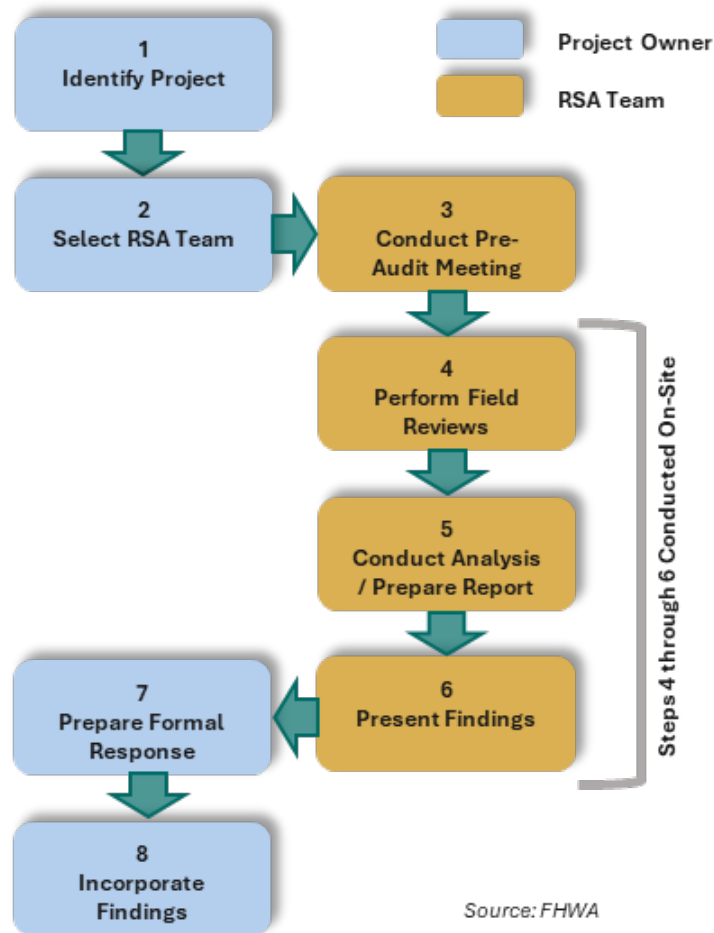 1
Identify Project
Project Owner
RSA Team
2
Select RSA Team
3
Conduct Pre-
Audit Meeting
4
Perform Field
Reviews
5
Conduct Analysis
/ Prepare Report
6
Present Findings
Steps 4 through 6 Conducted On-Site
7
Prepare Formal
Response
8
Incorporate
Findings
Source: FHWA